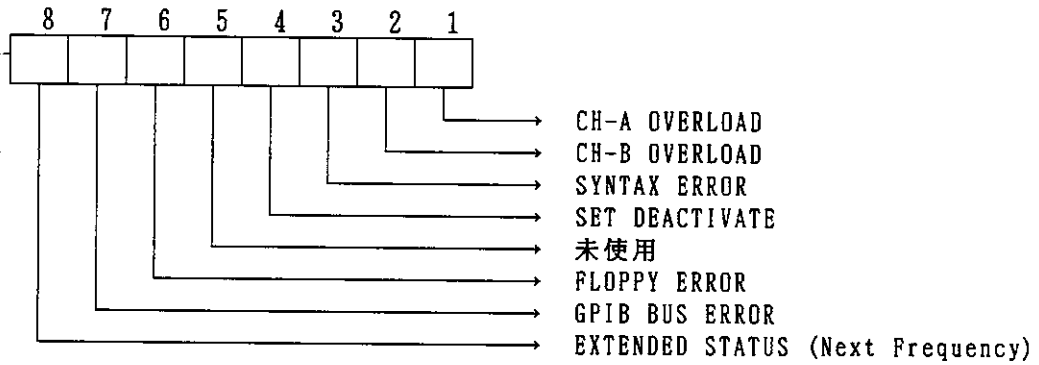 8 7 6 5 4 3 2 1
CH-A OVERLOAD
CH-B OVERLOAD
SYNTAX ERROR
SET DEACTIVATE
未使用
FLOPPY ERROR
GPIB BUS ERROR
EXTENDED STATUS (Next Frequency)